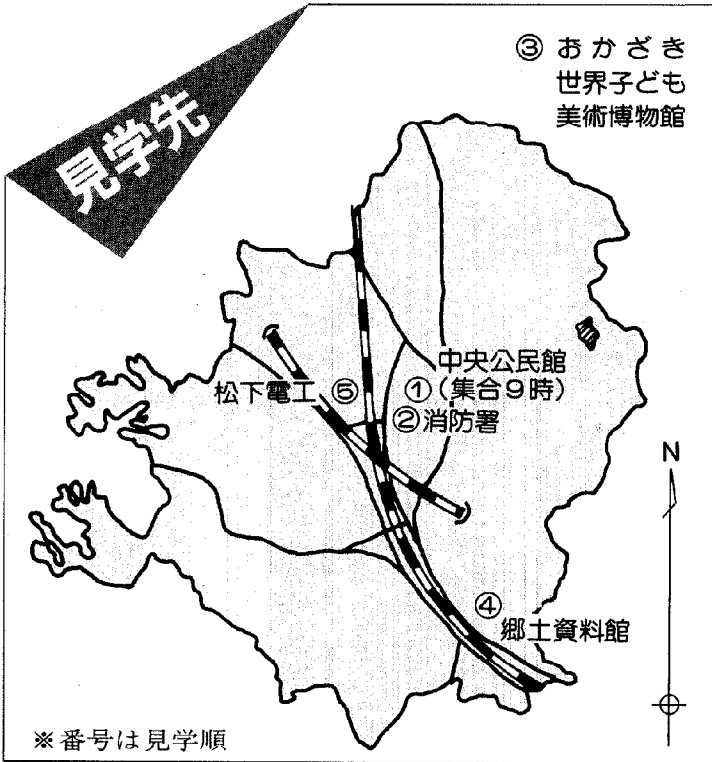 見学先
③ おかざき
世界子ども
美術博物館
中央公民館
①(集合9時)
②消防署
松下電工 ⑤
N
④
郷土資料館
※番号は見学順